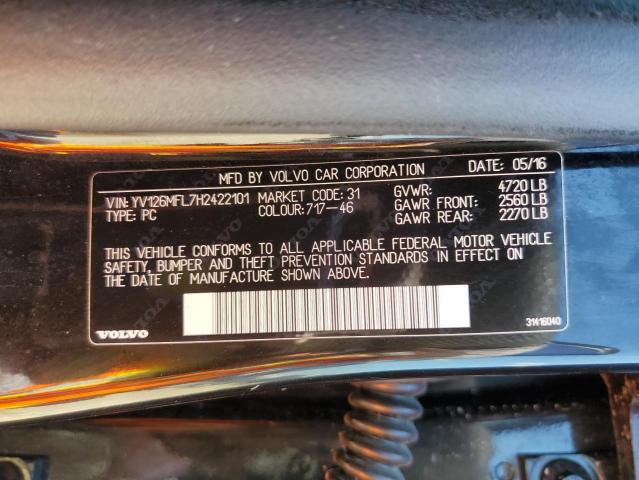 MFD BY VOLVO CAR CORPORATION DATE: 05/16
VIN: YV126MFL7H2422101 MARKET CODE: 31 GVWR: 4720 LB
TYPE: PC COLOUR: 717-46 GAWR FRONT: 2560 LB
GAWR REAR: 2270 LB
THIS VEHICLE CONFORMS TO ALL APPLICABLE FEDERAL MOTOR VEHICLE
SAFETY, BUMPER AND THEFT PREVENTION STANDARDS IN EFFECT ON
THE DATE OF MANUFACTURE SHOWN ABOVE.
VOLVO 31416040